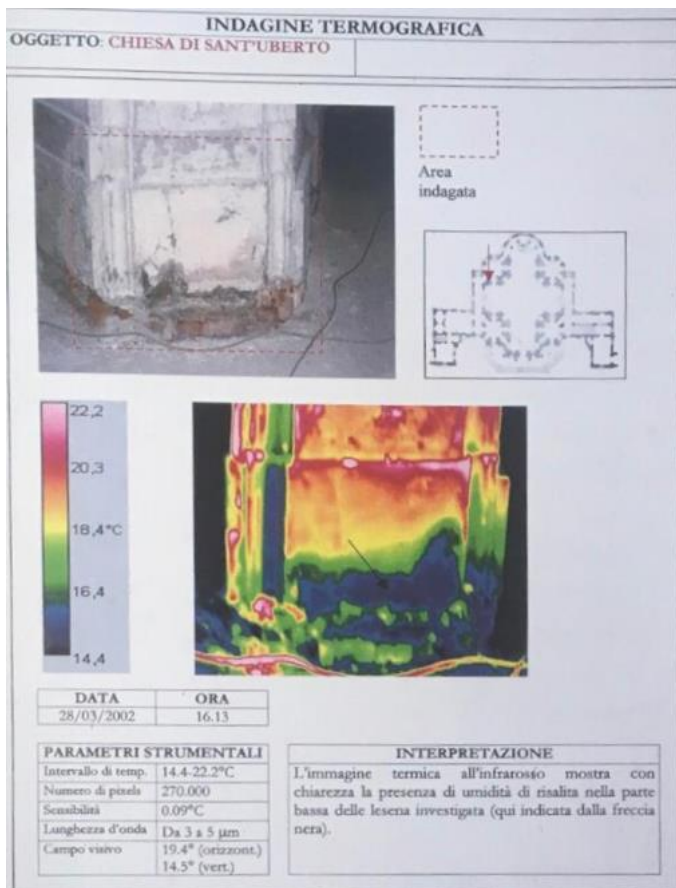 INDAGINE TERMOGRAFICA
OGGETTO: CHIESA DI SANT'UBERTO
Area
indagata
22,2
20,3
18,4°C
16,4
14,4
DATA ORA
28/03/2002 16.13
PARAMETRI STRUMENTALI
Intervallo di temp. 14.4-22.2°C
Numero di pixels 270.000
Sensibilità 0.09°C
Lunghezza d'onda Da 3 a 5 µm
Campo visivo 19.4° (orizzont.)
14.5° (vert.)
INTERPRETAZIONE
L'immagine termica all'infrarosso mostra con
chiarezza la presenza di umidità di risalita nella parte
bassa delle lesena investigata (qui indicata dalla freccia
nera).